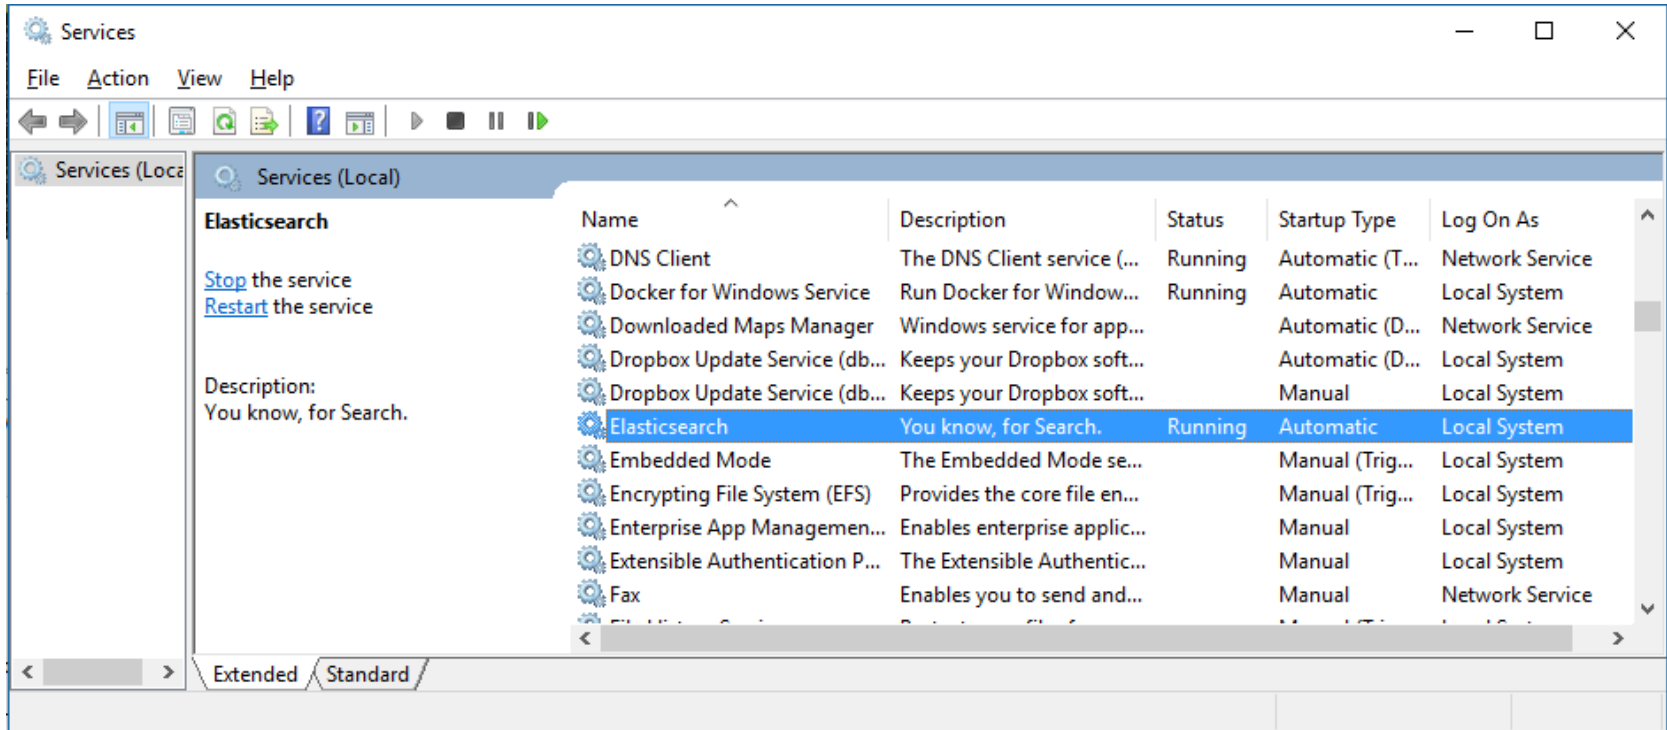 Services
File Action View Help
Services (Loca
Services (Local)
Elasticsearch
Stop the service
Restart the service
Description:
You know, for Search.
Name Description Status Startup Type Log On As
DNS Client The DNS Client service (... Running Automatic (T... Network Service
Docker for Windows Service Run Docker for Window... Running Automatic Local System
Downloaded Maps Manager Windows service for app... Automatic (D... Network Service
Dropbox Update Service (db... Keeps your Dropbox soft... Automatic (D... Local System
Dropbox Update Service (db... Keeps your Dropbox soft... Manual Local System
Elasticsearch You know, for Search. Running Automatic Local System
Embedded Mode The Embedded Mode se... Manual (Trig... Local System
Encrypting File System (EFS) Provides the core file en... Manual (Trig... Local System
Enterprise App Managemen... Enables enterprise applic... Manual Local System
Extensible Authentication P... The Extensible Authentic... Manual Local System
Fax Enables you to send and... Manual Network Service
Extended Standard